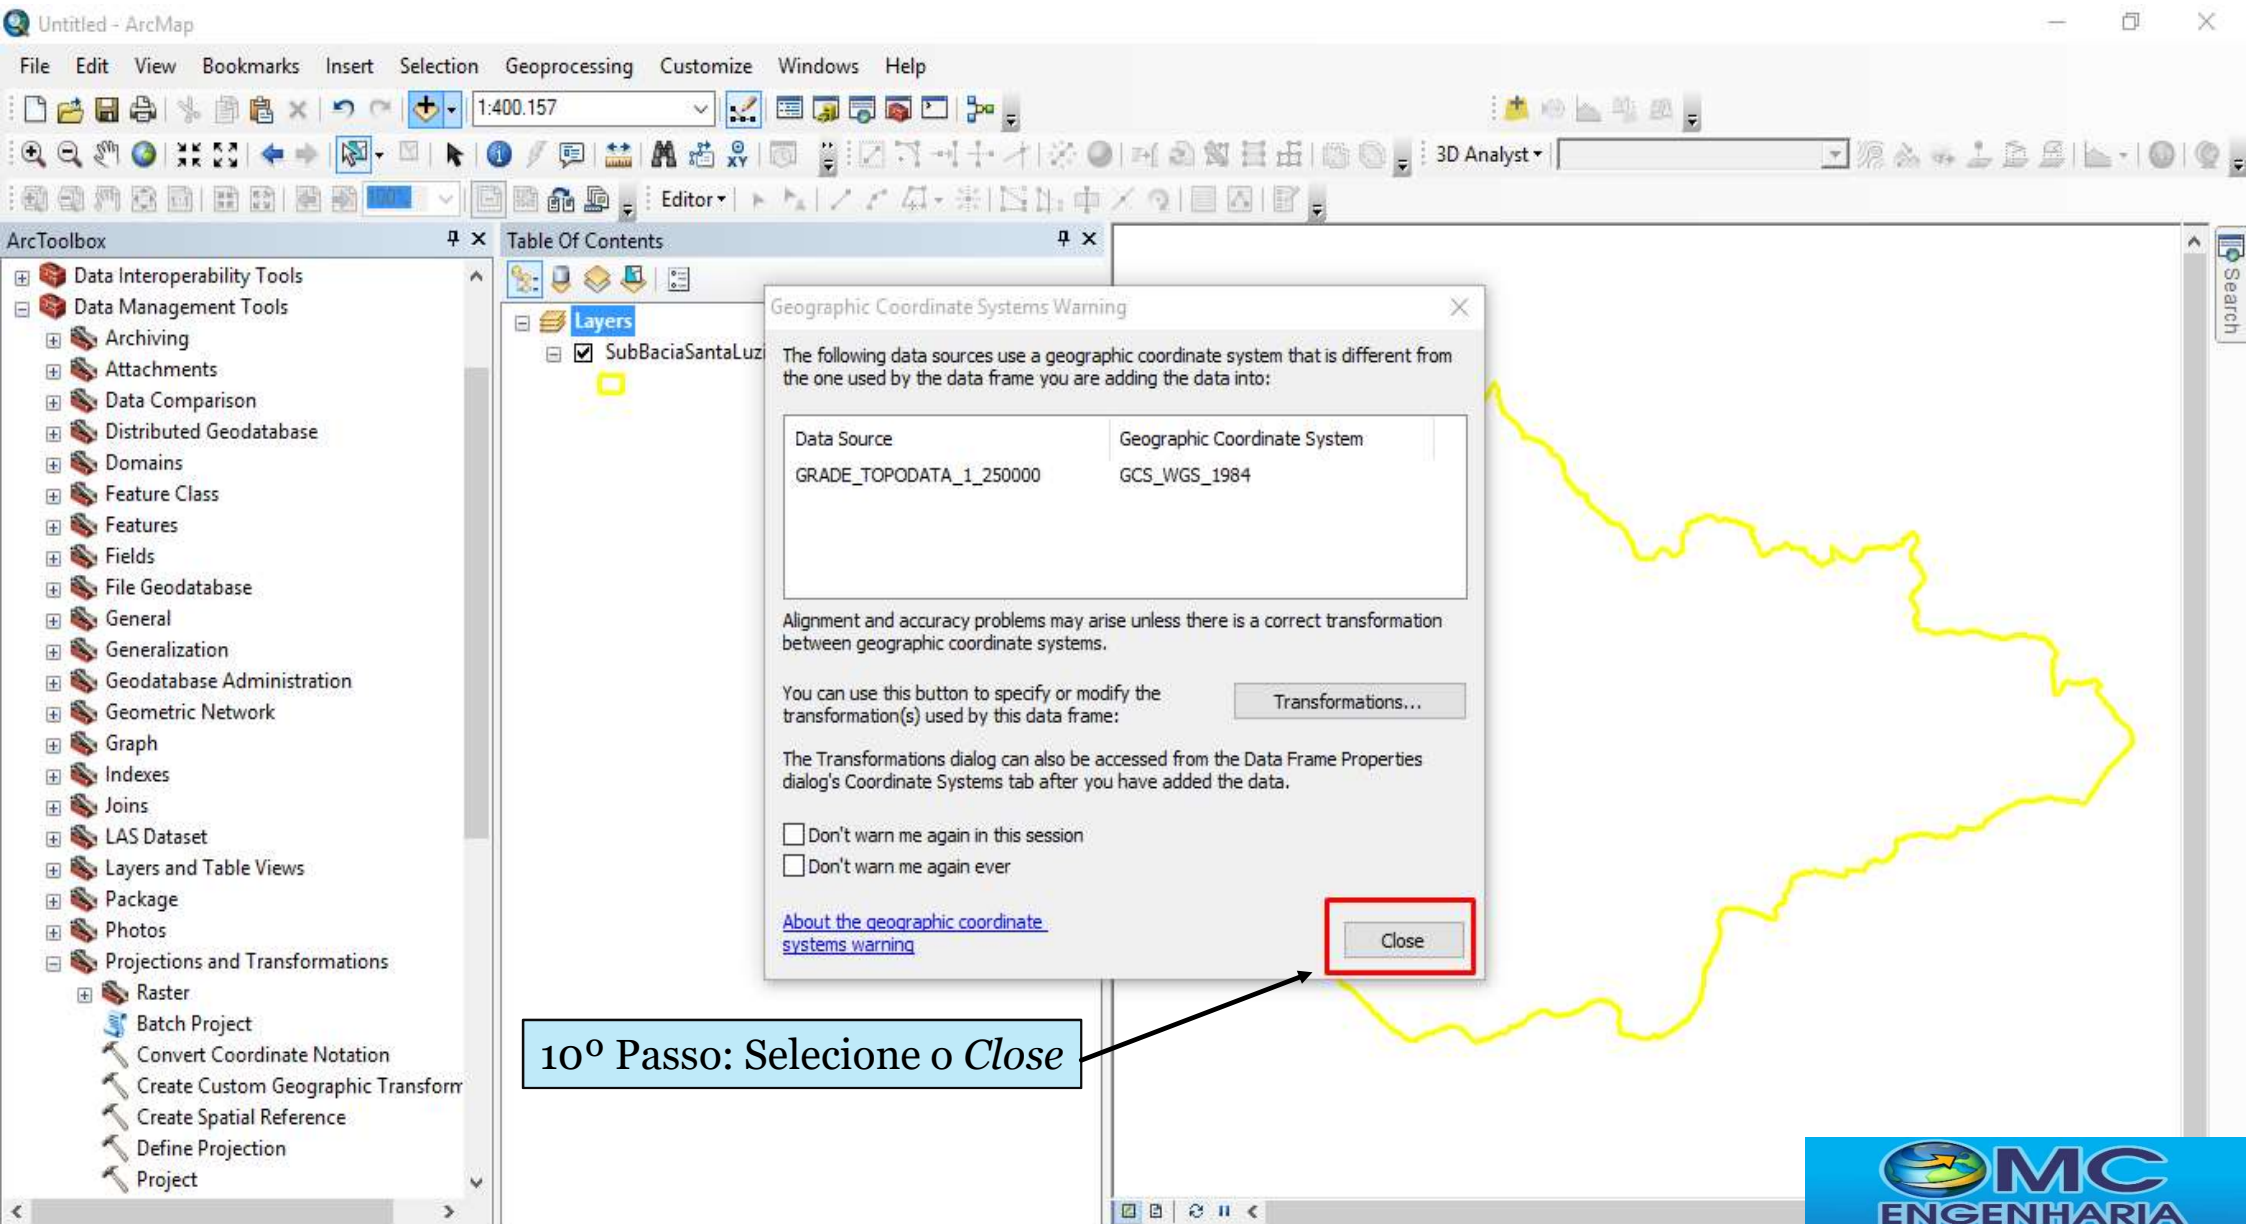 Untitled - ArcMap
File Edit View Bookmarks Insert Selection Geoprocessing Customize Windows Help
1:400.157
3D Analyst
100%
Editor
ArcToolbox
Data Interoperability Tools
Data Management Tools
Archiving
Attachments
Data Comparison
Distributed Geodatabase
Domains
Feature Class
Features
Fields
File Geodatabase
General
Generalization
Geodatabase Administration
Geometric Network
Graph
Indexes
Joins
LAS Dataset
Layers and Table Views
Package
Photos
Projections and Transformations
Raster
Batch Project
Convert Coordinate Notation
Create Custom Geographic Transform
Create Spatial Reference
Define Projection
Project
Table Of Contents
Layers
SubBaciaSantaLuzi
Geographic Coordinate Systems Warning
The following data sources use a geographic coordinate system that is different from
the one used by the data frame you are adding the data into:
Data Source Geographic Coordinate System
GRADE_TOPODATA_1_250000 GCS_WGS_1984
Alignment and accuracy problems may arise unless there is a correct transformation
between geographic coordinate systems.
You can use this button to specify or modify the
transformation(s) used by this data frame:
Transformations...
The Transformations dialog can also be accessed from the Data Frame Properties
dialog's Coordinate Systems tab after you have added the data.
Don't warn me again in this session
Don't warn me again ever
About the geographic coordinate
systems warning
Close
10º Passo: Selecione o Close
Search
MC
ENGENHARIA